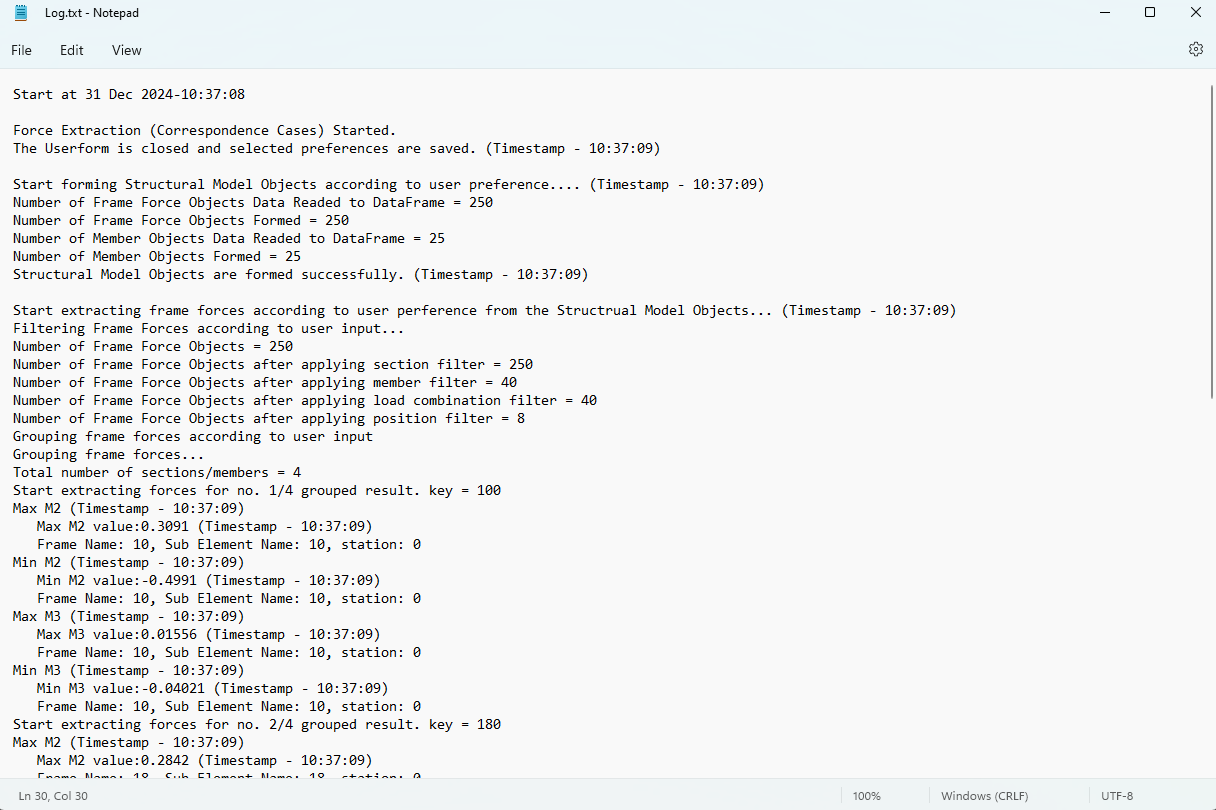 Log.txt - Notepad
File Edit View
Start at 31 Dec 2024-10:37:08
Force Extraction (Correspondence Cases) Started.
The Userform is closed and selected preferences are saved. (Timestamp - 10:37:09)
Start forming Structural Model Objects according to user preference.... (Timestamp - 10:37:09)
Number of Frame Force Objects Data Readed to DataFrame = 250
Number of Frame Force Objects Formed = 250
Number of Member Objects Data Readed to DataFrame = 25
Number of Member Objects Formed = 25
Structural Model Objects are formed successfully. (Timestamp - 10:37:09)
Start extracting frame forces according to user perference from the Structrual Model Objects... (Timestamp - 10:37:09)
Filtering Frame Forces according to user input...
Number of Frame Force Objects = 250
Number of Frame Force Objects after applying section filter = 250
Number of Frame Force Objects after applying member filter = 40
Number of Frame Force Objects after applying load combination filter = 40
Number of Frame Force Objects after applying position filter = 8
Grouping frame forces according to user input
Grouping frame forces...
Total number of sections/members = 4
Start extracting forces for no. 1/4 grouped result. key = 100
Max M2 (Timestamp - 10:37:09)
Max M2 value:0.3091 (Timestamp - 10:37:09)
Frame Name: 10, Sub Element Name: 10, station: 0
Min M2 (Timestamp - 10:37:09)
Min M2 value:-0.4991 (Timestamp - 10:37:09)
Frame Name: 10, Sub Element Name: 10, station: 0
Max M3 (Timestamp - 10:37:09)
Max M3 value:0.01556 (Timestamp - 10:37:09)
Frame Name: 10, Sub Element Name: 10, station: 0
Min M3 (Timestamp - 10:37:09)
Min M3 value:-0.04021 (Timestamp - 10:37:09)
Frame Name: 10, Sub Element Name: 10, station: 0
Start extracting forces for no. 2/4 grouped result. key = 180
Max M2 (Timestamp - 10:37:09)
Max M2 value:0.2842 (Timestamp - 10:37:09)
Frame Name: 18, Sub Element Name: 18, station: 0
Ln 30, Col 30 100% Windows (CRLF) UTF-8